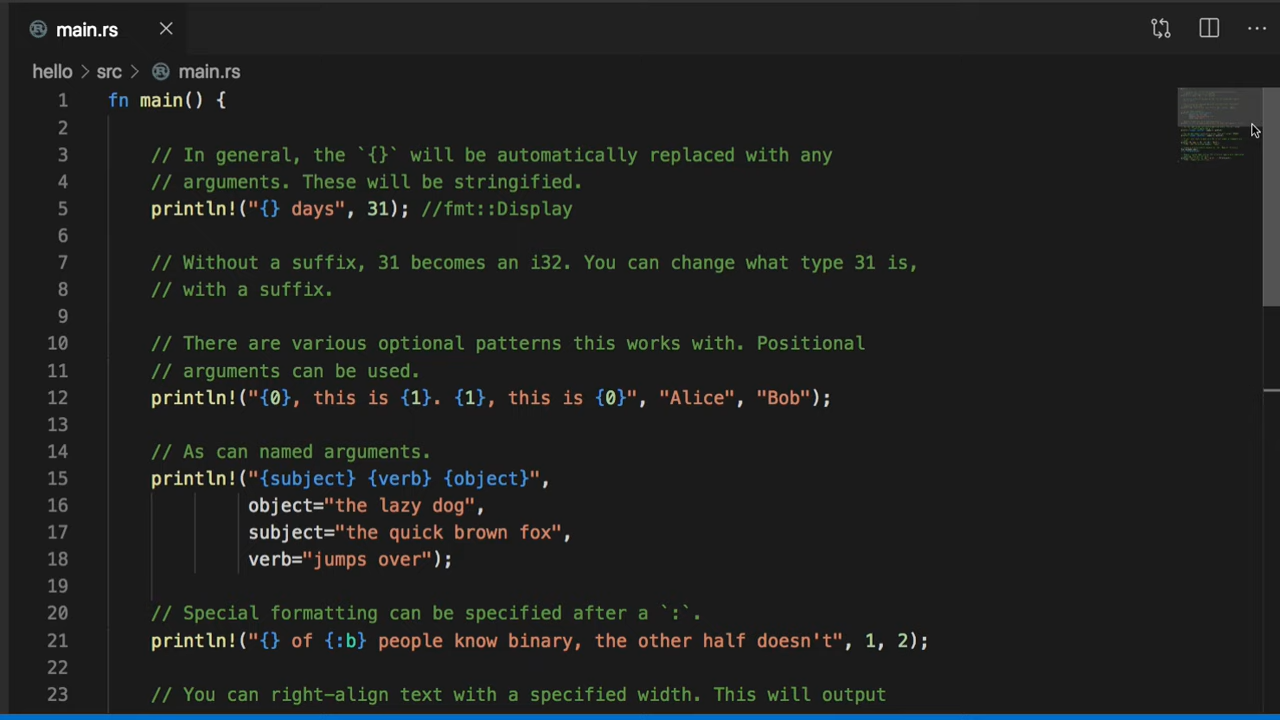 main.rs
hello > src > main.rs
1 fn main() {
2
3 // In general, the `{}` will be automatically replaced with any
4 // arguments. These will be stringified.
5 println!("{} days", 31); //fmt::Display
6
7 // Without a suffix, 31 becomes an i32. You can change what type 31 is,
8 // with a suffix.
9
10 // There are various optional patterns this works with. Positional
11 // arguments can be used.
12 println!("{0}, this is {1}. {1}, this is {0}", "Alice", "Bob");
13
14 // As can named arguments.
15 println!("{subject} {verb} {object}",
16 object="the lazy dog",
17 subject="the quick brown fox",
18 verb="jumps over");
19
20 // Special formatting can be specified after a `:`.
21 println!("{} of {:b} people know binary, the other half doesn't", 1, 2);
22
23 // You can right-align text with a specified width. This will output